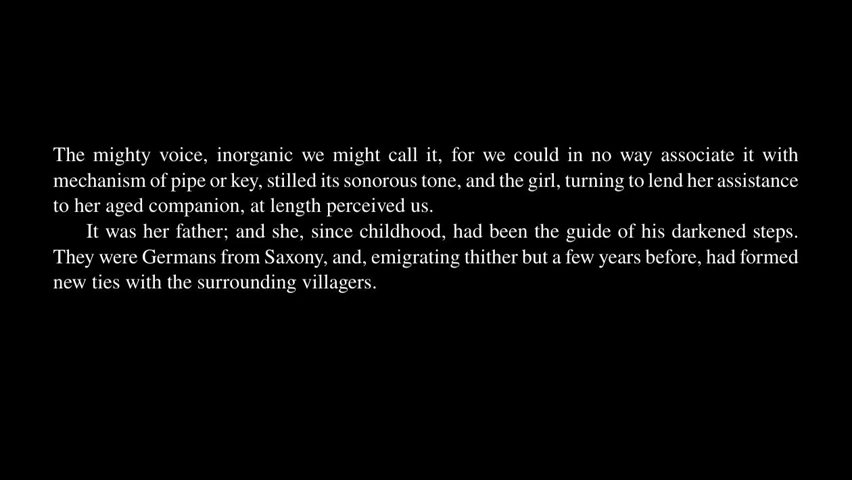 The mighty voice, inorganic we might call it, for we could in no way associate it with
mechanism of pipe or key, stilled its sonorous tone, and the girl, turning to lend her assistance
to her aged companion, at length perceived us.
It was her father; and she, since childhood, had been the guide of his darkened steps.
They were Germans from Saxony, and, emigrating thither but a few years before, had formed
new ties with the surrounding villagers.